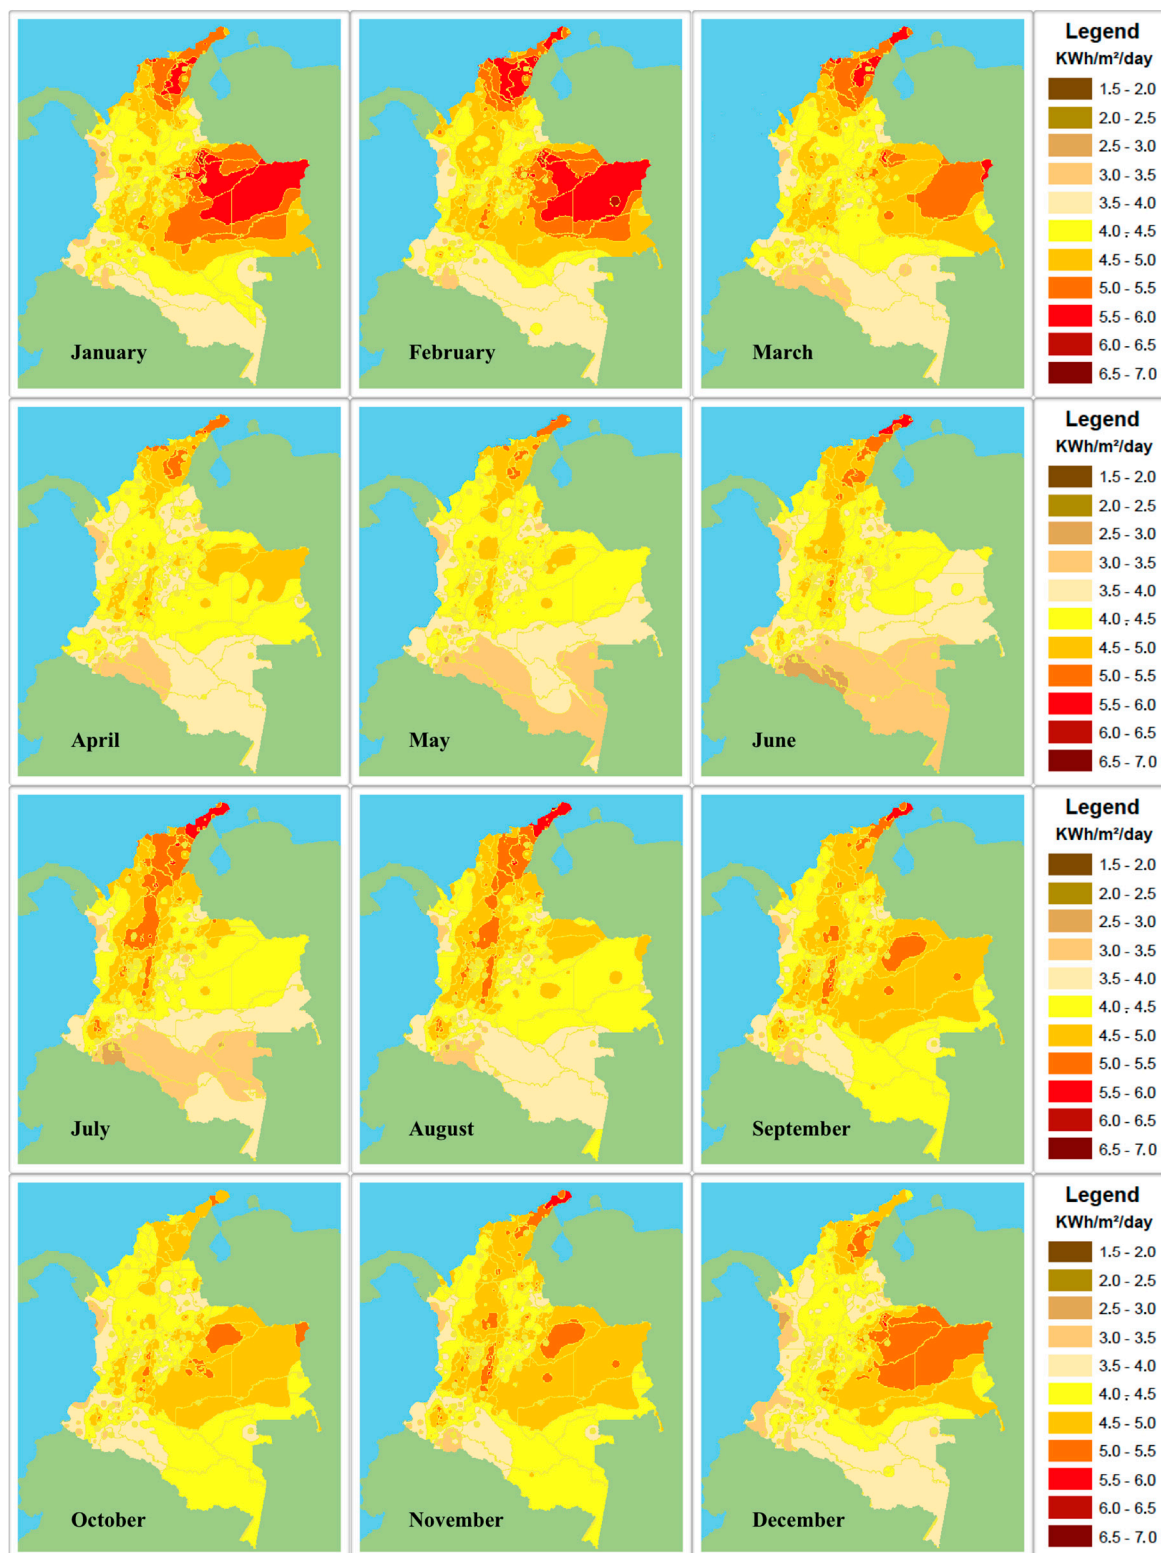 Legend
KWh/m²/day
1.5 - 2.0
2.0 - 2.5
2.5 - 3.0
3.0 - 3.5
3.5 - 4.0
4.0 - 4.5
4.5 - 5.0
5.0 - 5.5
5.5 - 6.0
6.0 - 6.5
6.5 - 7.0
January
February
March
Legend
KWh/m²/day
1.5 - 2.0
2.0 - 2.5
2.5 - 3.0
3.0 - 3.5
3.5 - 4.0
4.0 - 4.5
4.5 - 5.0
5.0 - 5.5
5.5 - 6.0
6.0 - 6.5
6.5 - 7.0
April
May
June
Legend
KWh/m²/day
1.5 - 2.0
2.0 - 2.5
2.5 - 3.0
3.0 - 3.5
3.5 - 4.0
4.0 - 4.5
4.5 - 5.0
5.0 - 5.5
5.5 - 6.0
6.0 - 6.5
6.5 - 7.0
July
August
September
Legend
KWh/m²/day
1.5 - 2.0
2.0 - 2.5
2.5 - 3.0
3.0 - 3.5
3.5 - 4.0
4.0 - 4.5
4.5 - 5.0
5.0 - 5.5
5.5 - 6.0
6.0 - 6.5
6.5 - 7.0
October
November
December